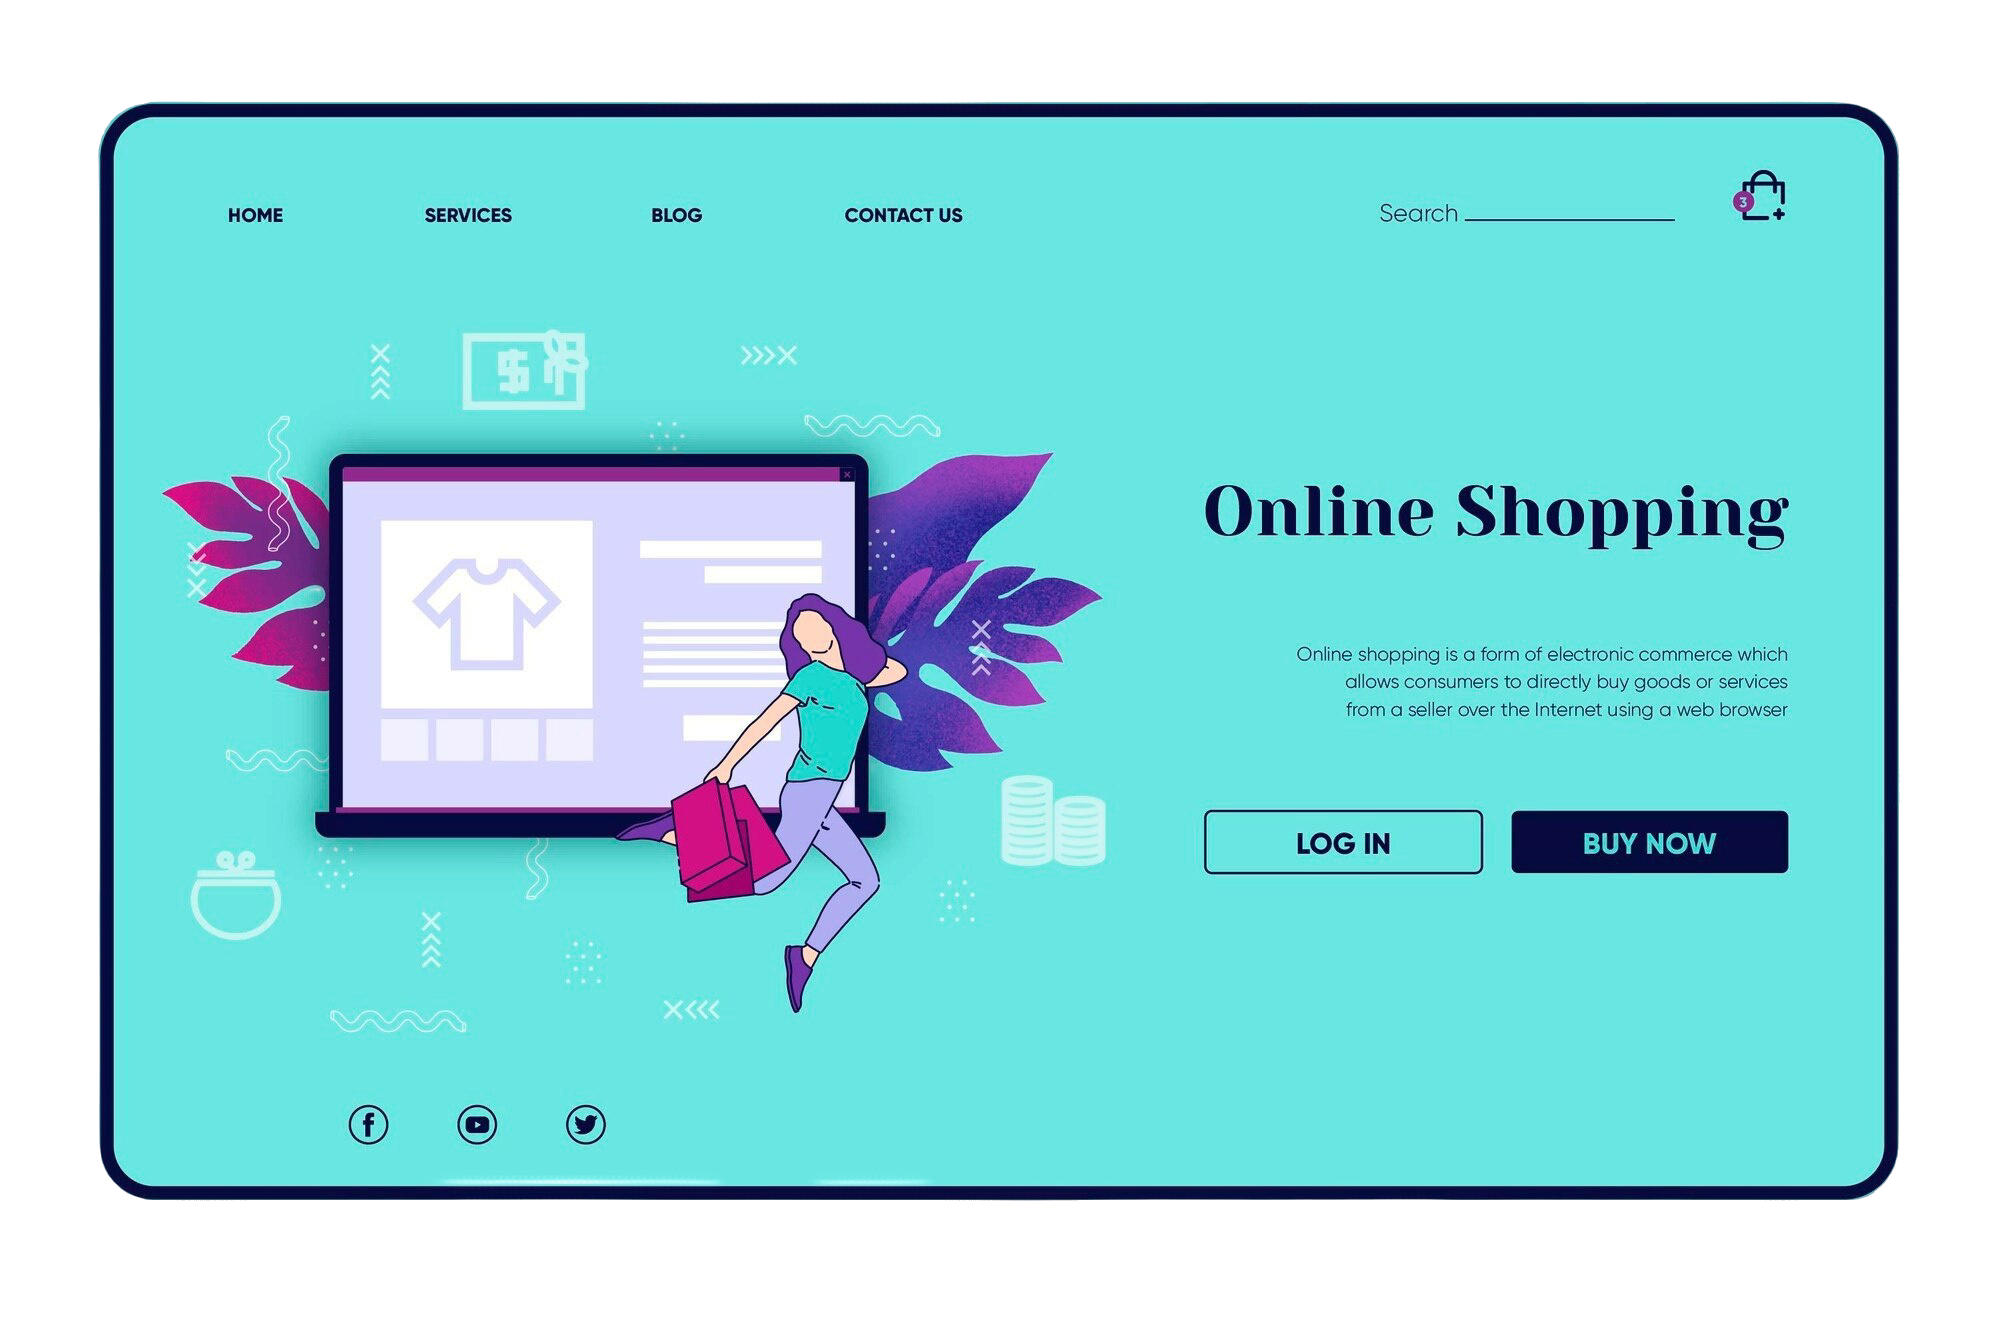 HOME SERVICES BLOG CONTACT US Search
3
$
Online Shopping
Online shopping is a form of electronic commerce which
allows consumers to directly buy goods or services
from a seller over the Internet using a web browser
LOG IN BUY NOW